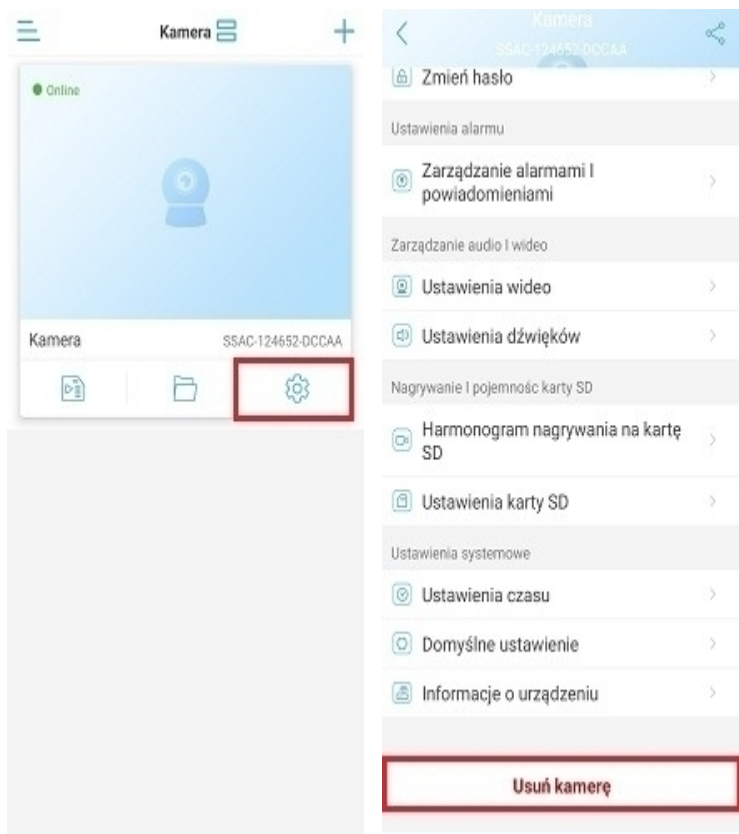 Kamera
Online
Kamera
SSAC-124652-DCCAA
Kamera
SSAC-124652-DCCAA
Zmień hasło
Ustawienia alarmu
Zarządzanie alarmami I
powiadomieniami
Zarządzanie audio I wideo
Ustawienia wideo
Ustawienia dźwięków
Nagrywanie I pojemnośc karty SD
Harmonogram nagrywania na kartę
SD
Ustawienia karty SD
Ustawienia systemowe
Ustawienia czasu
Domyślne ustawienie
Informacje o urządzeniu
Usuń kamerę